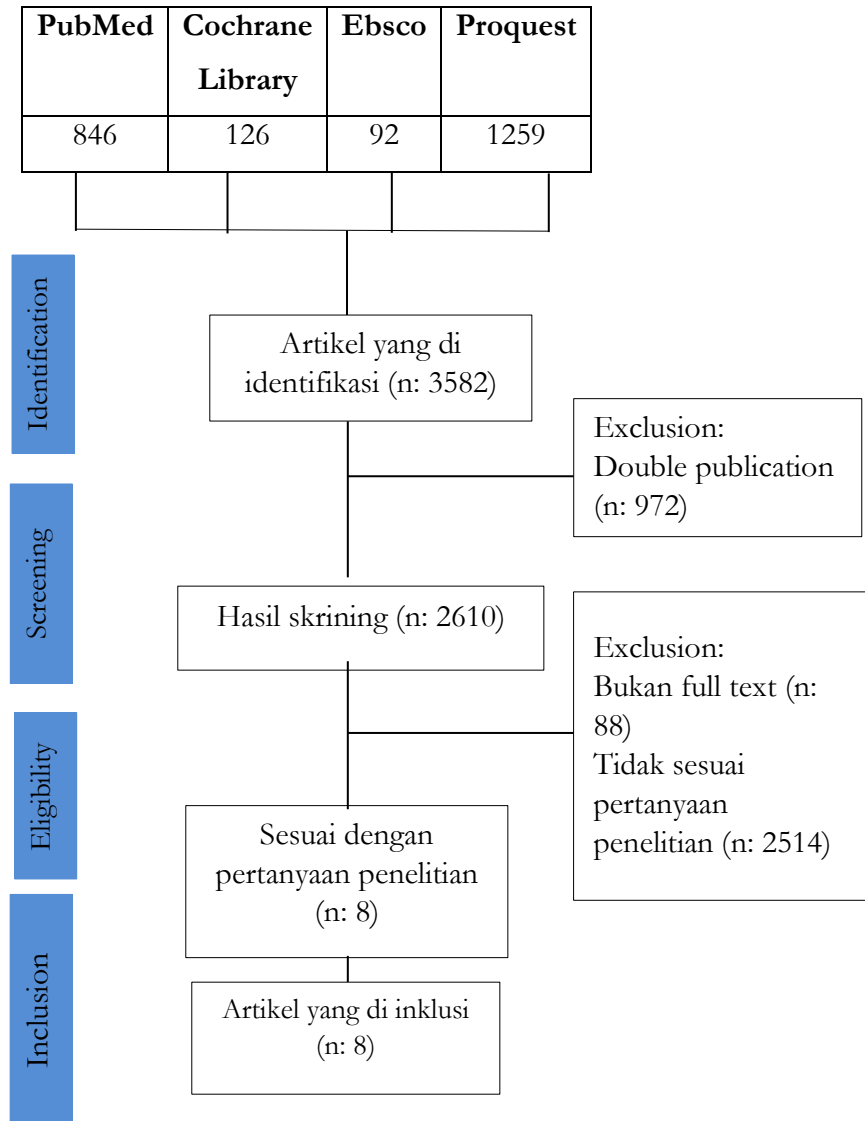 PubMed
Cochrane
Library
Ebsco
Proquest
846
126
92
1259
Identification
Artikel yang di
identifikasi (n: 3582)
Exclusion:
Double publication
(n: 972)
Screening
Hasil skrining (n: 2610)
Exclusion:
Bukan full text (n:
88)
Tidak sesuai
pertanyaan
penelitian (n: 2514)
Eligibility
Sesuai dengan
pertanyaan penelitian
(n: 8)
Inclusion
Artikel yang di inklusi
(n: 8)